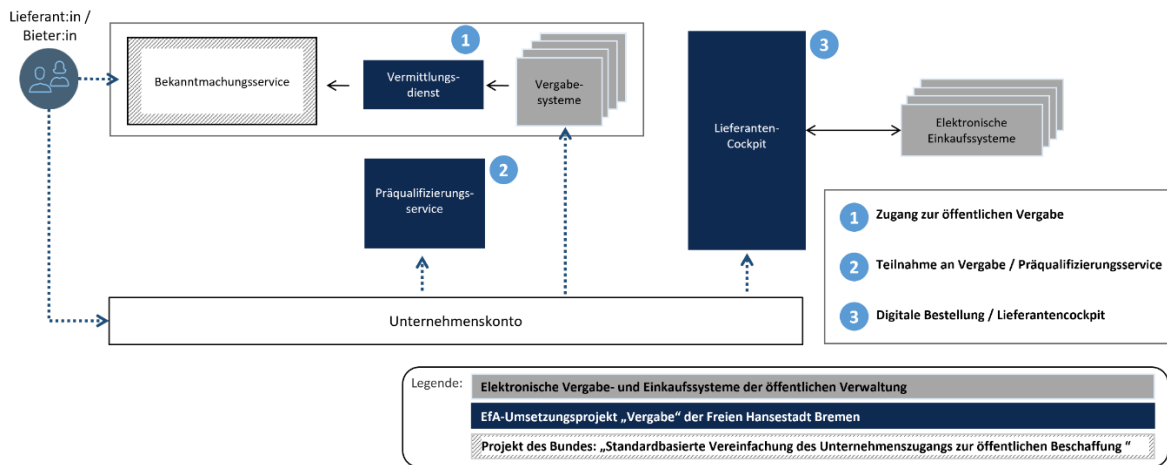 Lieferant:in /
Bieter:in
1
3
Bekanntmachungsservice
Vermittlungs-
dienst
Vergabe-
systeme
Lieferanten-
Cockpit
Elektronische
Einkaufssysteme
2
Präqualifizierungs-
service
1 Zugang zur öffentlichen Vergabe
2 Teilnahme an Vergabe / Präqualifizierungsservice
3 Digitale Bestellung / Lieferantencockpit
Unternehmenskonto
Legende:
Elektronische Vergabe- und Einkaufssysteme der öffentlichen Verwaltung
EfA-Umsetzungsprojekt „Vergabe“ der Freien Hansestadt Bremen
Projekt des Bundes: „Standardbasierte Vereinfachung des Unternehmenszugangs zur öffentlichen Beschaffung “